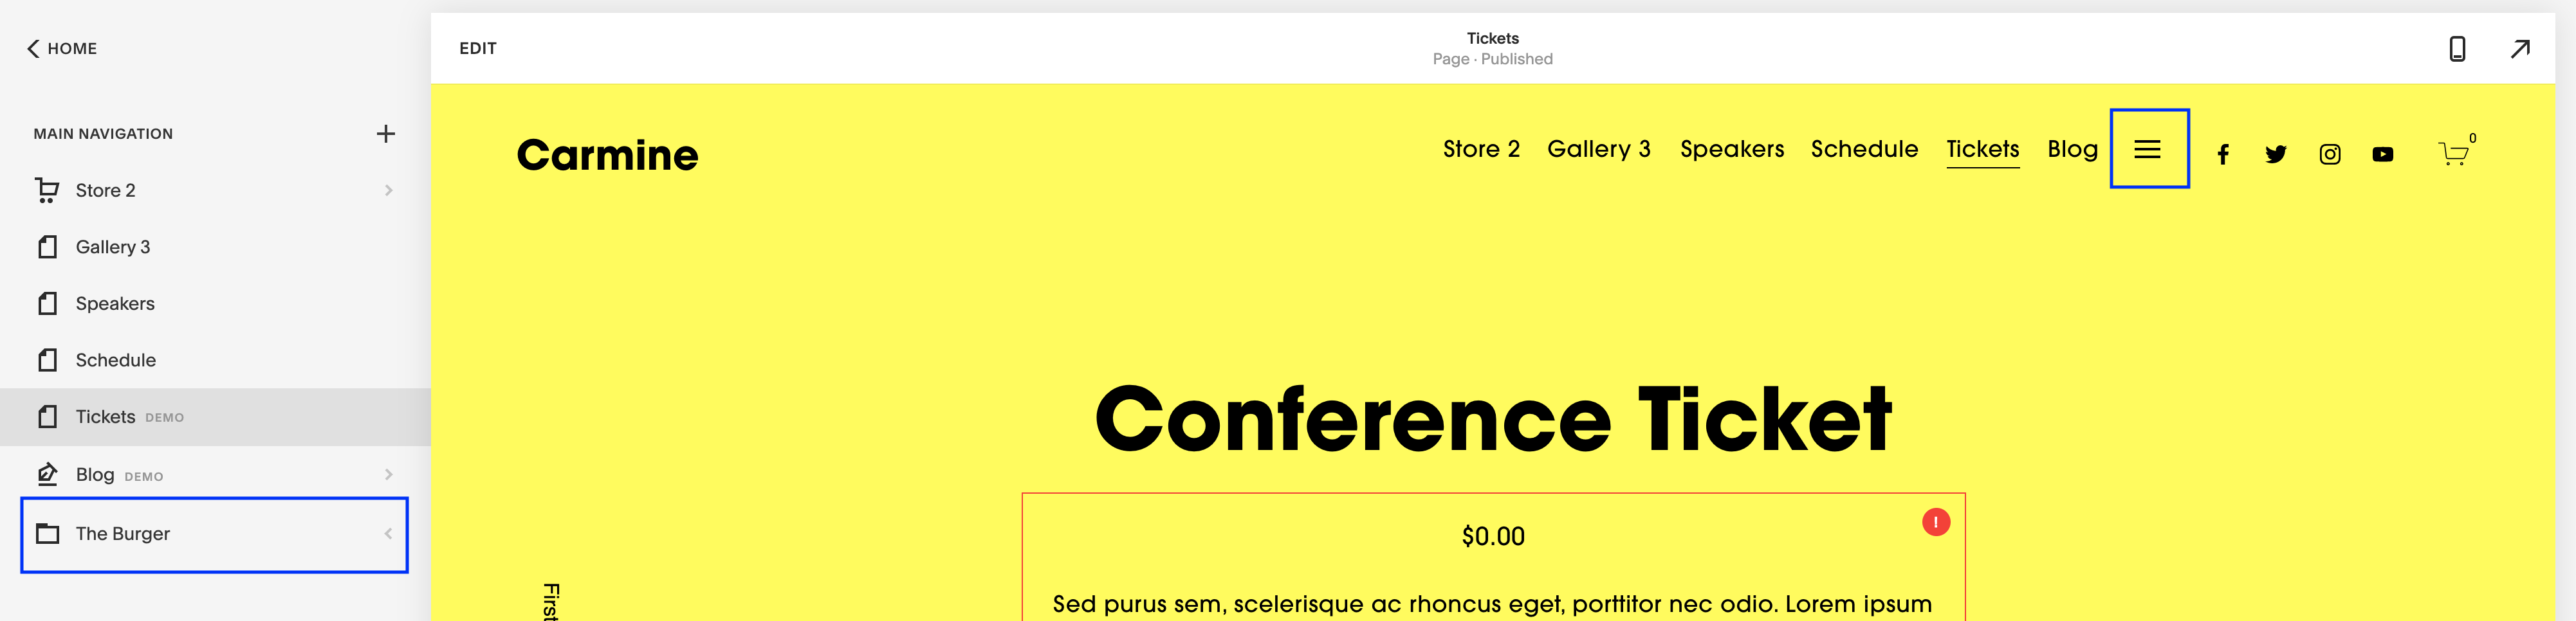 HOME
MAIN NAVIGATION
Store 2
Gallery 3
Speakers
Schedule
Tickets DEMO
Blog DEMO
The Burger
EDIT
Tickets
Page · Published
Carmine
Store 2 Gallery 3 Speakers Schedule Tickets Blog 0
Conference Ticket
$0.00
!
Sed purus sem, scelerisque ac rhoncus eget, porttitor nec odio. Lorem ipsum
First